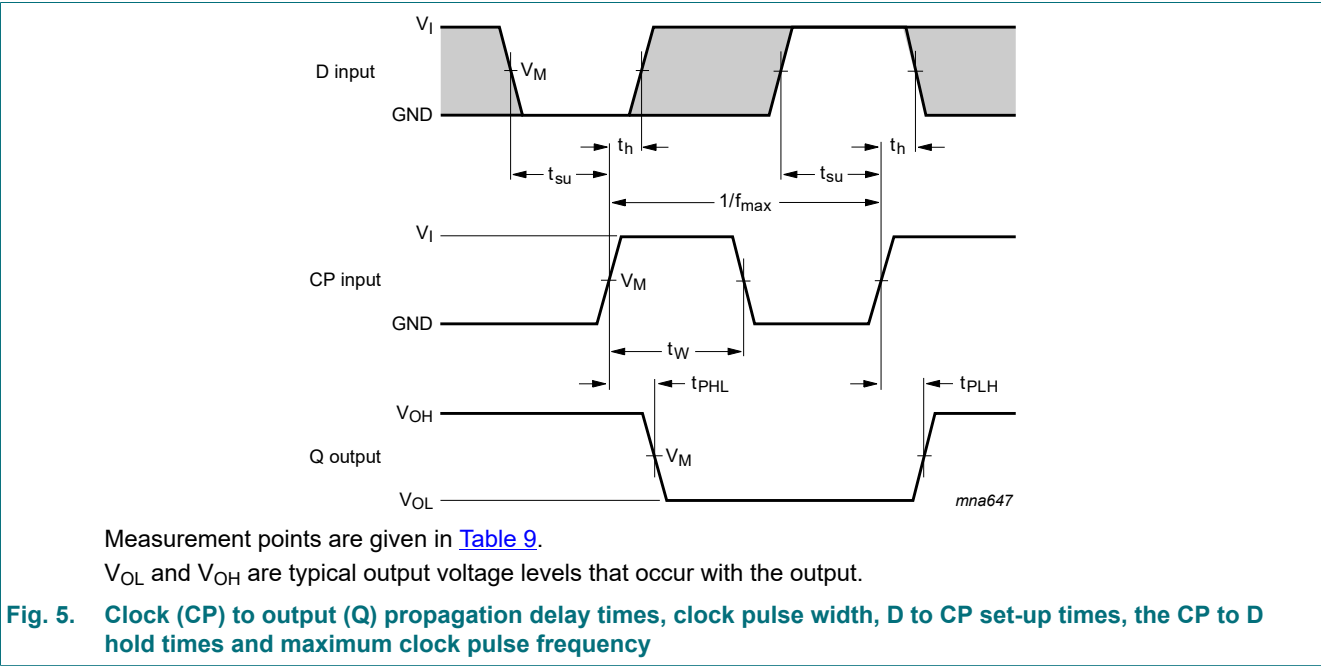 V_I
D input
V_M
GND
t_h t_h
t_su t_su
1/f_max
V_I
CP input V_M
GND
t_W
t_PHL t_PLH
V_OH
Q output V_M
V_OL mna647
Measurement points are given in Table 9.
V_OL and V_OH are typical output voltage levels that occur with the output.
Fig. 5. Clock (CP) to output (Q) propagation delay times, clock pulse width, D to CP set-up times, the CP to D
hold times and maximum clock pulse frequency